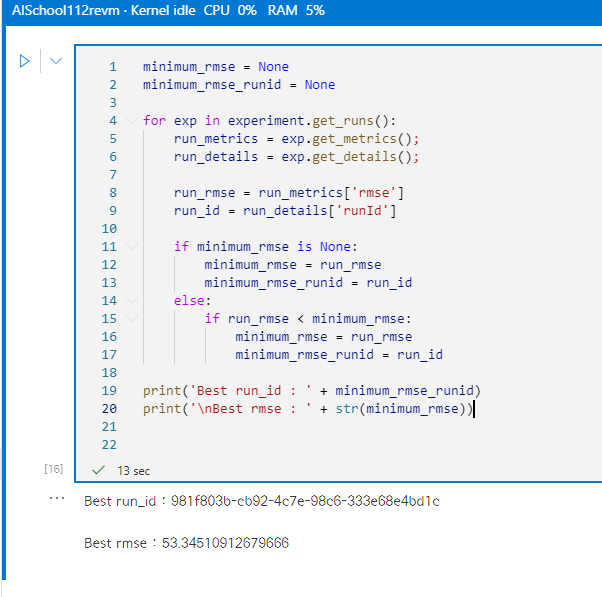 AISchool112revm · Kernel idle CPU 0% RAM 5%
1 minimum_rmse = None
2 minimum_rmse_runid = None
3
4 for exp in experiment.get_runs():
5 run_metrics = exp.get_metrics();
6 run_details = exp.get_details();
7
8 run_rmse = run_metrics['rmse']
9 run_id = run_details['runId']
10
11 if minimum_rmse is None:
12 minimum_rmse = run_rmse
13 minimum_rmse_runid = run_id
14 else:
15 if run_rmse < minimum_rmse:
16 minimum_rmse = run_rmse
17 minimum_rmse_runid = run_id
18
19 print('Best run_id : ' + minimum_rmse_runid)
20 print('\nBest rmse : ' + str(minimum_rmse))
21
22
[16] 13 sec
Best run_id : 981f803b-cb92-4c7e-98c6-333e68e4bd1c
Best rmse : 53.34510912679666